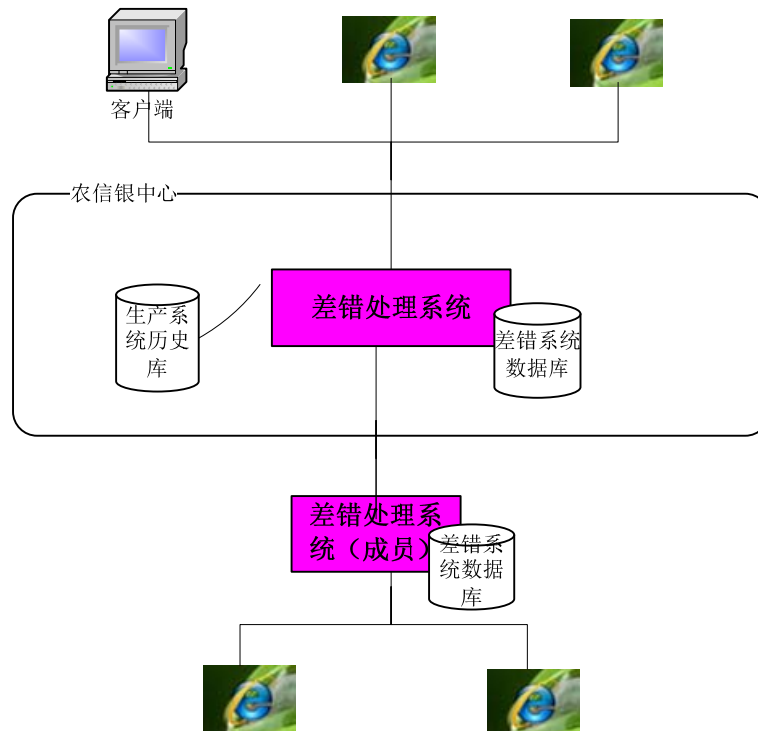 客户端
农信银中心
差错处理系统
生产系
统历史
库
差错系统
数据库
差错处理系
统（成员）
差错系
统数据
库